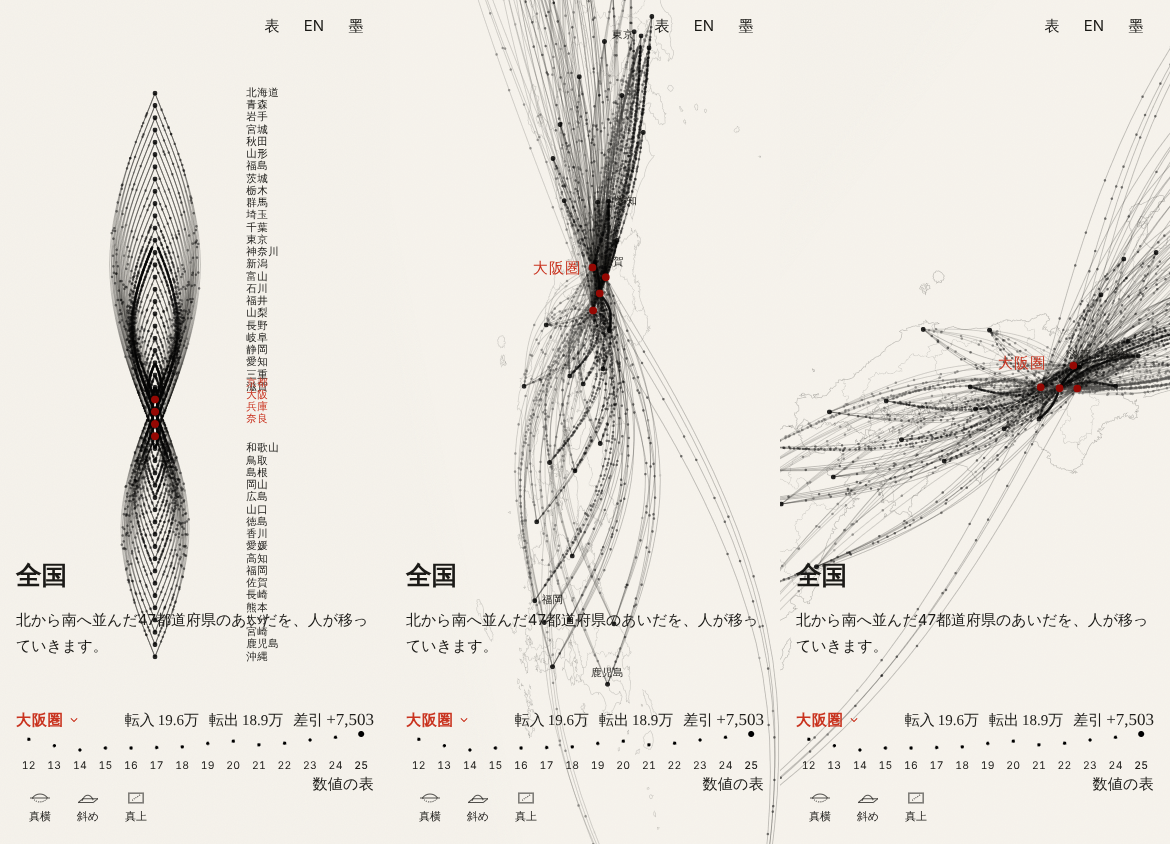 表 EN 墨
北海道
青森
岩手
宮城
秋田
山形
福島
茨城
栃木
群馬
埼玉
千葉
東京
神奈川
新潟
富山
石川
福井
山梨
長野
岐阜
静岡
愛知
三重
滋賀
京都
大阪
兵庫
奈良
和歌山
鳥取
島根
岡山
広島
山口
徳島
香川
愛媛
高知
福岡
佐賀
長崎
熊本
宮崎
鹿児島
沖縄
全国
北から南へ並んだ47都道府県のあいだを、人が移っ
ていきます。
大阪圏 転入 19.6万 転出 18.9万 差引 +7,503
12 13 14 15 16 17 18 19 20 21 22 23 24 25
数値の表
真横 斜め 真上
表 EN 墨
東京
知
賀
大阪圏
福岡
鹿児島
全国
北から南へ並んだ47都道府県のあいだを、人が移っ
ていきます。
大阪圏 転入 19.6万 転出 18.9万 差引 +7,503
12 13 14 15 16 17 18 19 20 21 22 23 24 25
数値の表
真横 斜め 真上
表 EN 墨
大阪圏
全国
北から南へ並んだ47都道府県のあいだを、人が移っ
ていきます。
大阪圏 転入 19.6万 転出 18.9万 差引 +7,503
12 13 14 15 16 17 18 19 20 21 22 23 24 25
数値の表
真横 斜め 真上